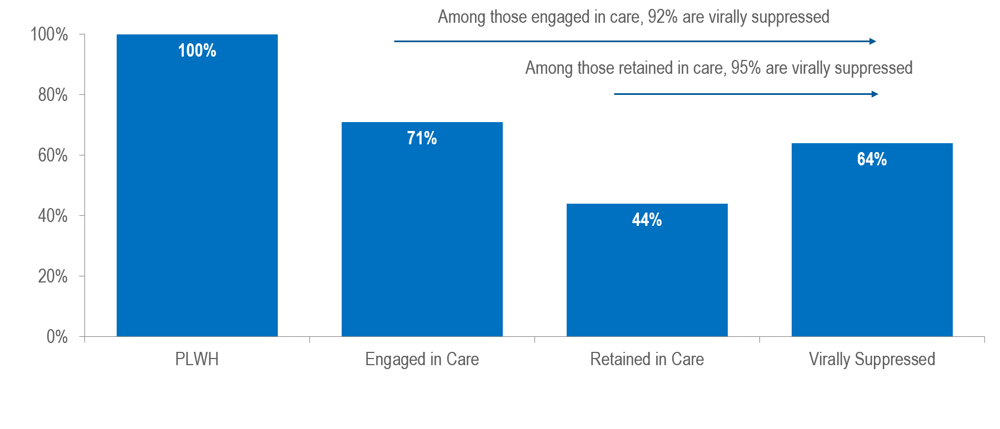 Among those engaged in care, 92% are virally suppressed
100%
100%
Among those retained in care, 95% are virally suppressed
80%
71%
60%
64%
40%
44%
20%
0%
PLWH
Engaged in Care
Retained in Care
Virally Suppressed